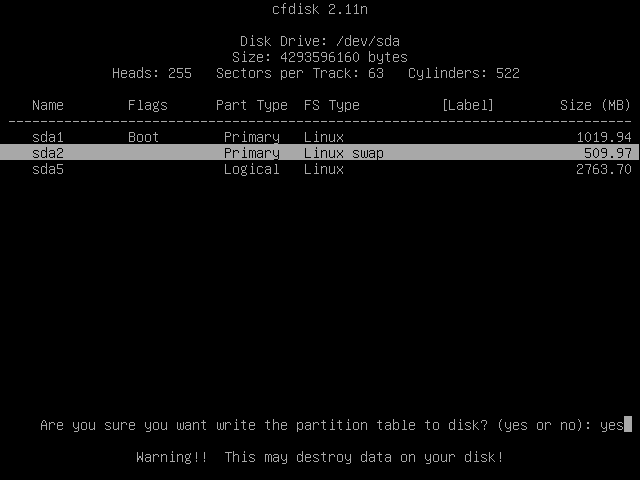 cfdisk 2.11n
Disk Drive: /dev/sda
Size: 4293596160 bytes
Heads: 255   Sectors per Track: 63   Cylinders: 522
Name   Flags   Part Type   FS Type   [Label]   Size (MB)
sda1   Boot   Primary   Linux   1019.94
sda2   Primary   Linux swap   509.97
sda5   Logical   Linux   2763.70
Are you sure you want write the partition table to disk? (yes or no): yes
Warning!!  This may destroy data on your disk!